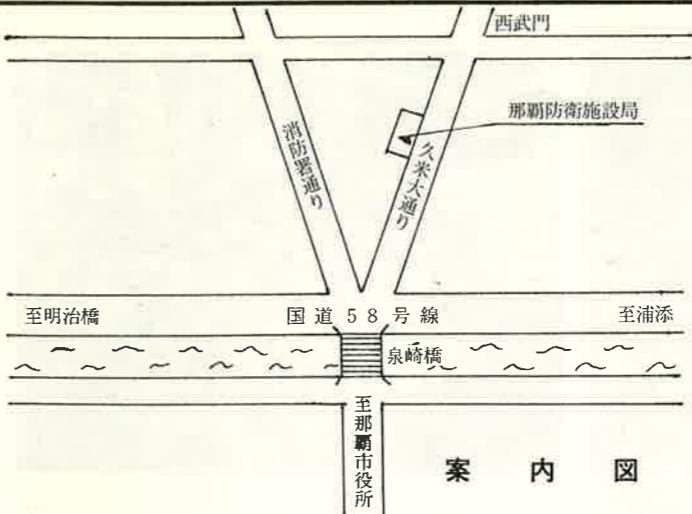 西武門
那覇防衛施設局
消防署通り
久米大通り
至明治橋
国道58号線
至浦添
泉崎橋
至那覇市役所
案内図